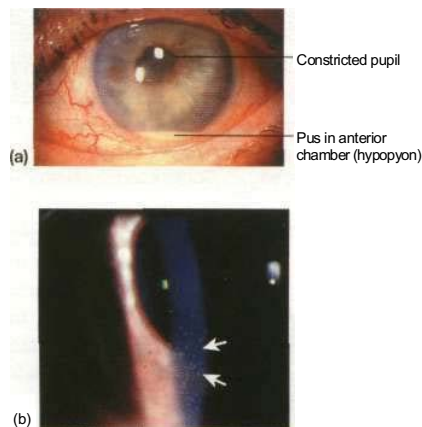 Constricted pupil
Pus in anterior
chamber (hypopyon)
(a)
(b)